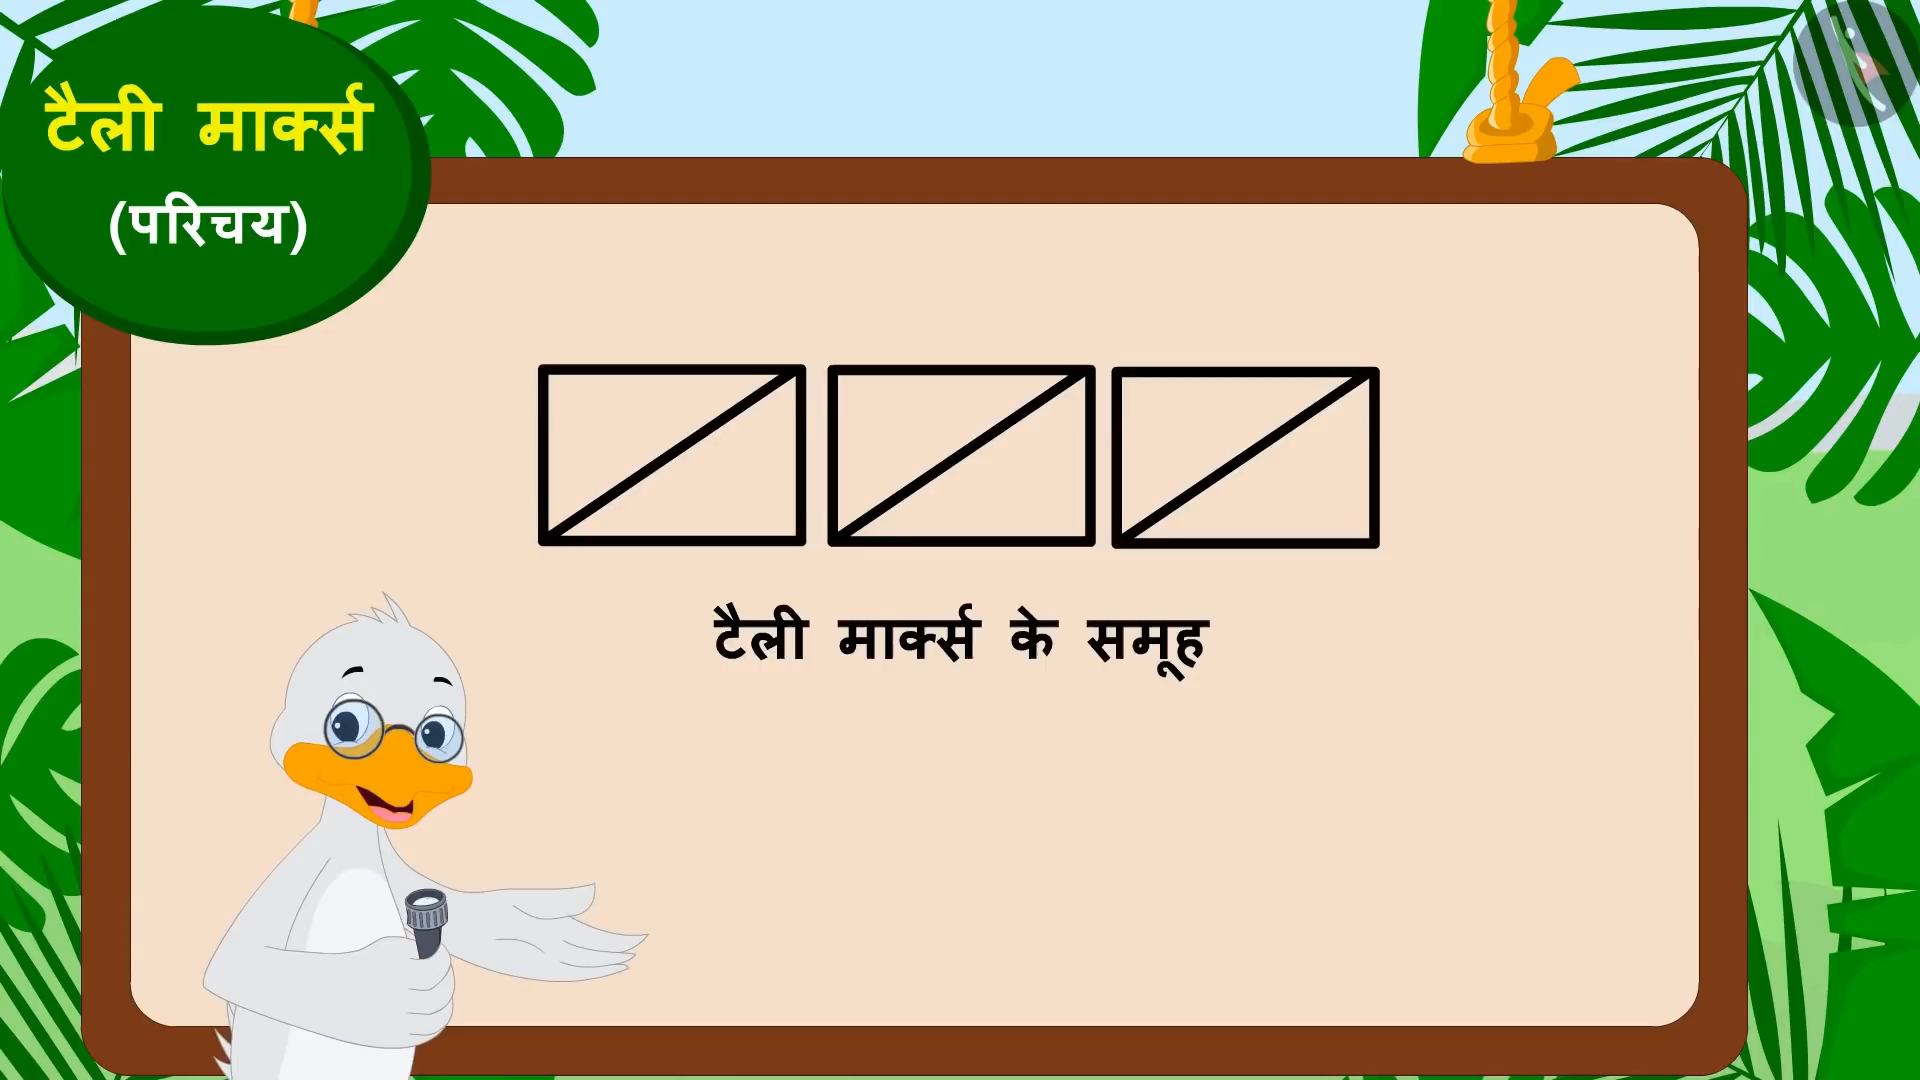 टैली मार्क्स
(परिचय)
टैली मार्क्स के समूह